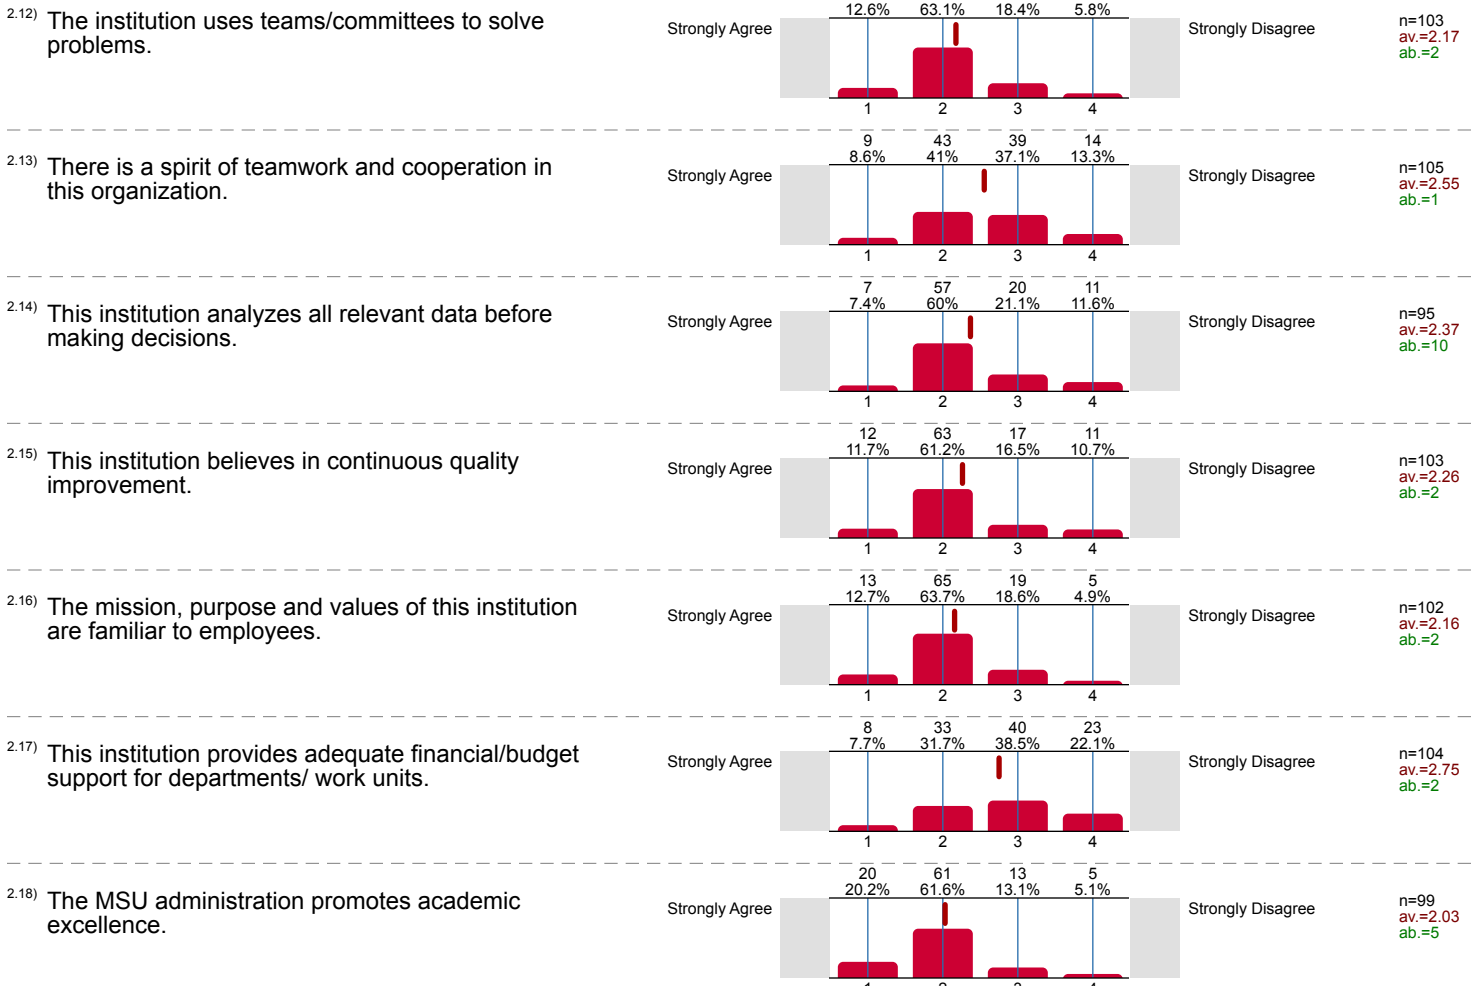 12.6% 63.1% 18.4% 5.8%
2.12) The institution uses teams/committees to solve
problems.
Strongly Agree
Strongly Disagree
n=103
av.=2.17
ab.=2
1 2 3 4
9 43 39 14
8.6% 41% 37.1% 13.3%
2.13) There is a spirit of teamwork and cooperation in
this organization.
Strongly Agree
Strongly Disagree
n=105
av.=2.55
ab.=1
1 2 3 4
7 57 20 11
7.4% 60% 21.1% 11.6%
2.14) This institution analyzes all relevant data before
making decisions.
Strongly Agree
Strongly Disagree
n=95
av.=2.37
ab.=10
1 2 3 4
12 63 17 11
11.7% 61.2% 16.5% 10.7%
2.15) This institution believes in continuous quality
improvement.
Strongly Agree
Strongly Disagree
n=103
av.=2.26
ab.=2
1 2 3 4
13 65 19 5
12.7% 63.7% 18.6% 4.9%
2.16) The mission, purpose and values of this institution
are familiar to employees.
Strongly Agree
Strongly Disagree
n=102
av.=2.16
ab.=2
1 2 3 4
8 33 40 23
7.7% 31.7% 38.5% 22.1%
2.17) This institution provides adequate financial/budget
support for departments/ work units.
Strongly Agree
Strongly Disagree
n=104
av.=2.75
ab.=2
1 2 3 4
20 61 13 5
20.2% 61.6% 13.1% 5.1%
2.18) The MSU administration promotes academic
excellence.
Strongly Agree
Strongly Disagree
n=99
av.=2.03
ab.=5